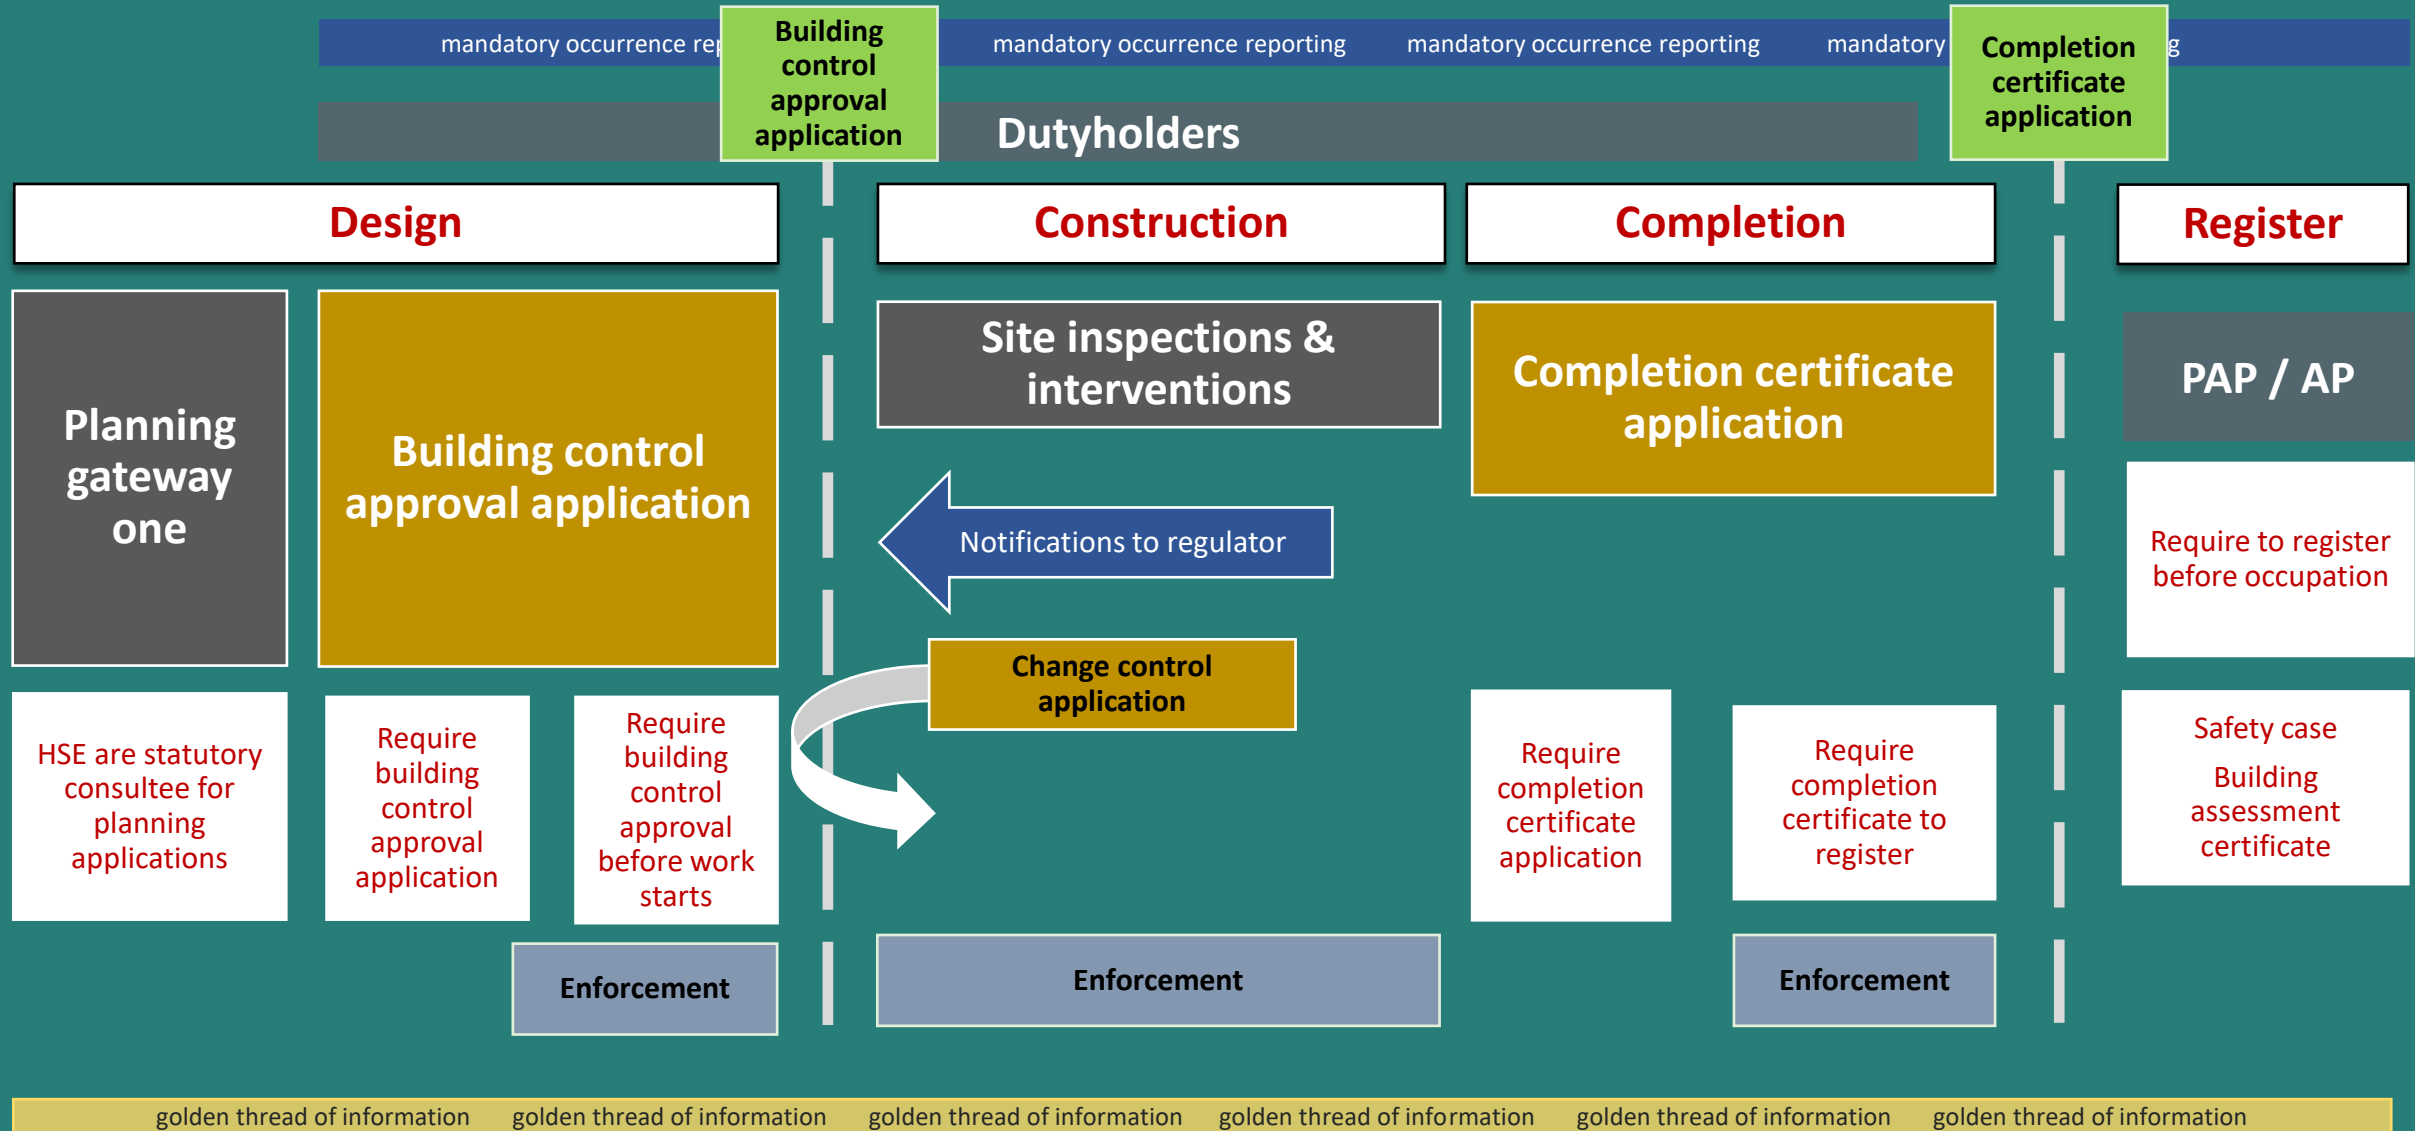 mandatory occurrence rep
mandatory occurrence reporting
mandatory occurrence reporting
mandatory
g
Building
control
approval
application
Completion
certificate
application
Dutyholders
Design
Construction
Completion
Register
Planning
gateway
one
Building control
approval application
Site inspections &
interventions
Completion certificate
application
PAP / AP
Notifications to regulator
Require to register
before occupation
Change control
application
HSE are statutory
consultee for
planning
applications
Require
building
control
approval
application
Require
building
control
approval
before work
starts
Require
completion
certificate
application
Require
completion
certificate to
register
Safety case
Building
assessment
certificate
Enforcement
Enforcement
Enforcement
golden thread of information
golden thread of information
golden thread of information
golden thread of information
golden thread of information
golden thread of information